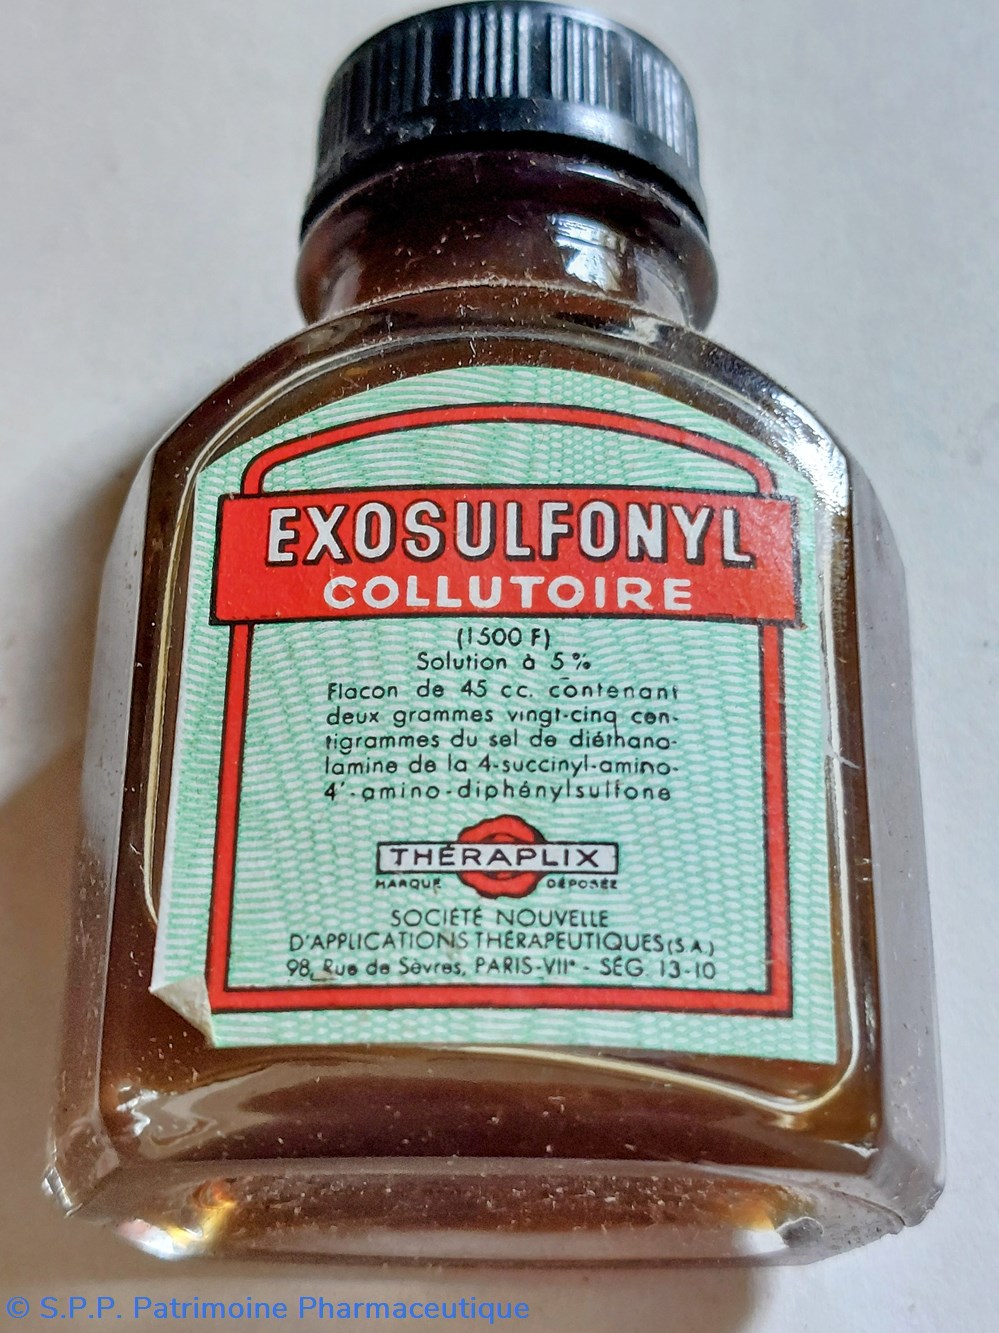 EXOSULFONYL
COLLUTOIRE
(1500 F)
Solution à 5%
Flacon de 45 cc. contenant
deux grammes vingt-cinq cen-
tigrammes du sel de diéthano-
lamine de la 4-succinyl-amino-
4'-amino-diphénylsulfone
THÉRAPLIX
MARQUE DÉPOSÉE
SOCIÉTÉ NOUVELLE
D'APPLICATIONS THÉRAPEUTIQUES (S.A.)
98, Rue de Sèvres, PARIS-VIIe - SÉG. 13-10
© S.P.P. Patrimoine Pharmaceutique